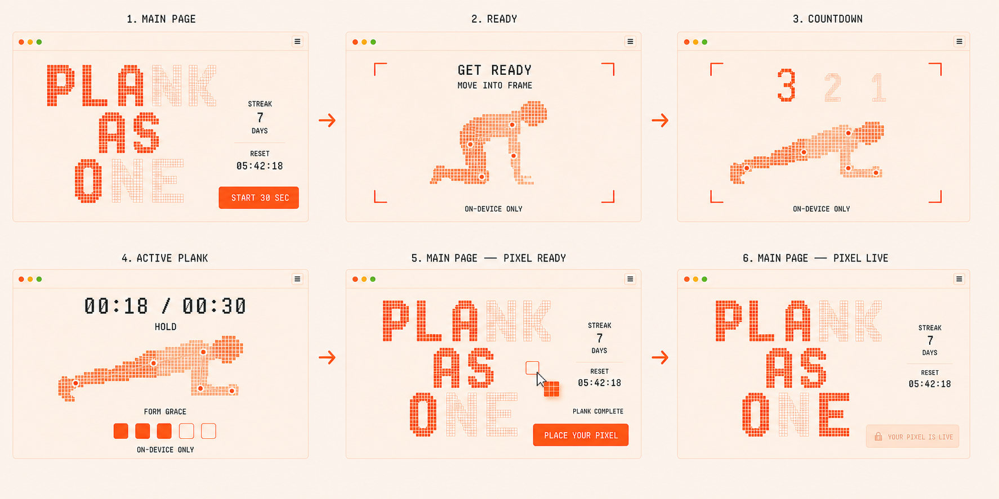 1. MAIN PAGE
PLANK
AS
ONE
STREAK
7
DAYS
RESET
05:42:18
START 30 SEC
2. READY
GET READY
MOVE INTO FRAME
ON-DEVICE ONLY
3. COUNTDOWN
3 2 1
ON-DEVICE ONLY
4. ACTIVE PLANK
00:18 / 00:30
HOLD
FORM GRACE
ON-DEVICE ONLY
5. MAIN PAGE — PIXEL READY
PLANK
AS
ONE
STREAK
7
DAYS
RESET
05:42:18
PLANK COMPLETE
PLACE YOUR PIXEL
6. MAIN PAGE — PIXEL LIVE
PLANK
AS
ONE
STREAK
7
DAYS
RESET
05:42:18
YOUR PIXEL IS LIVE